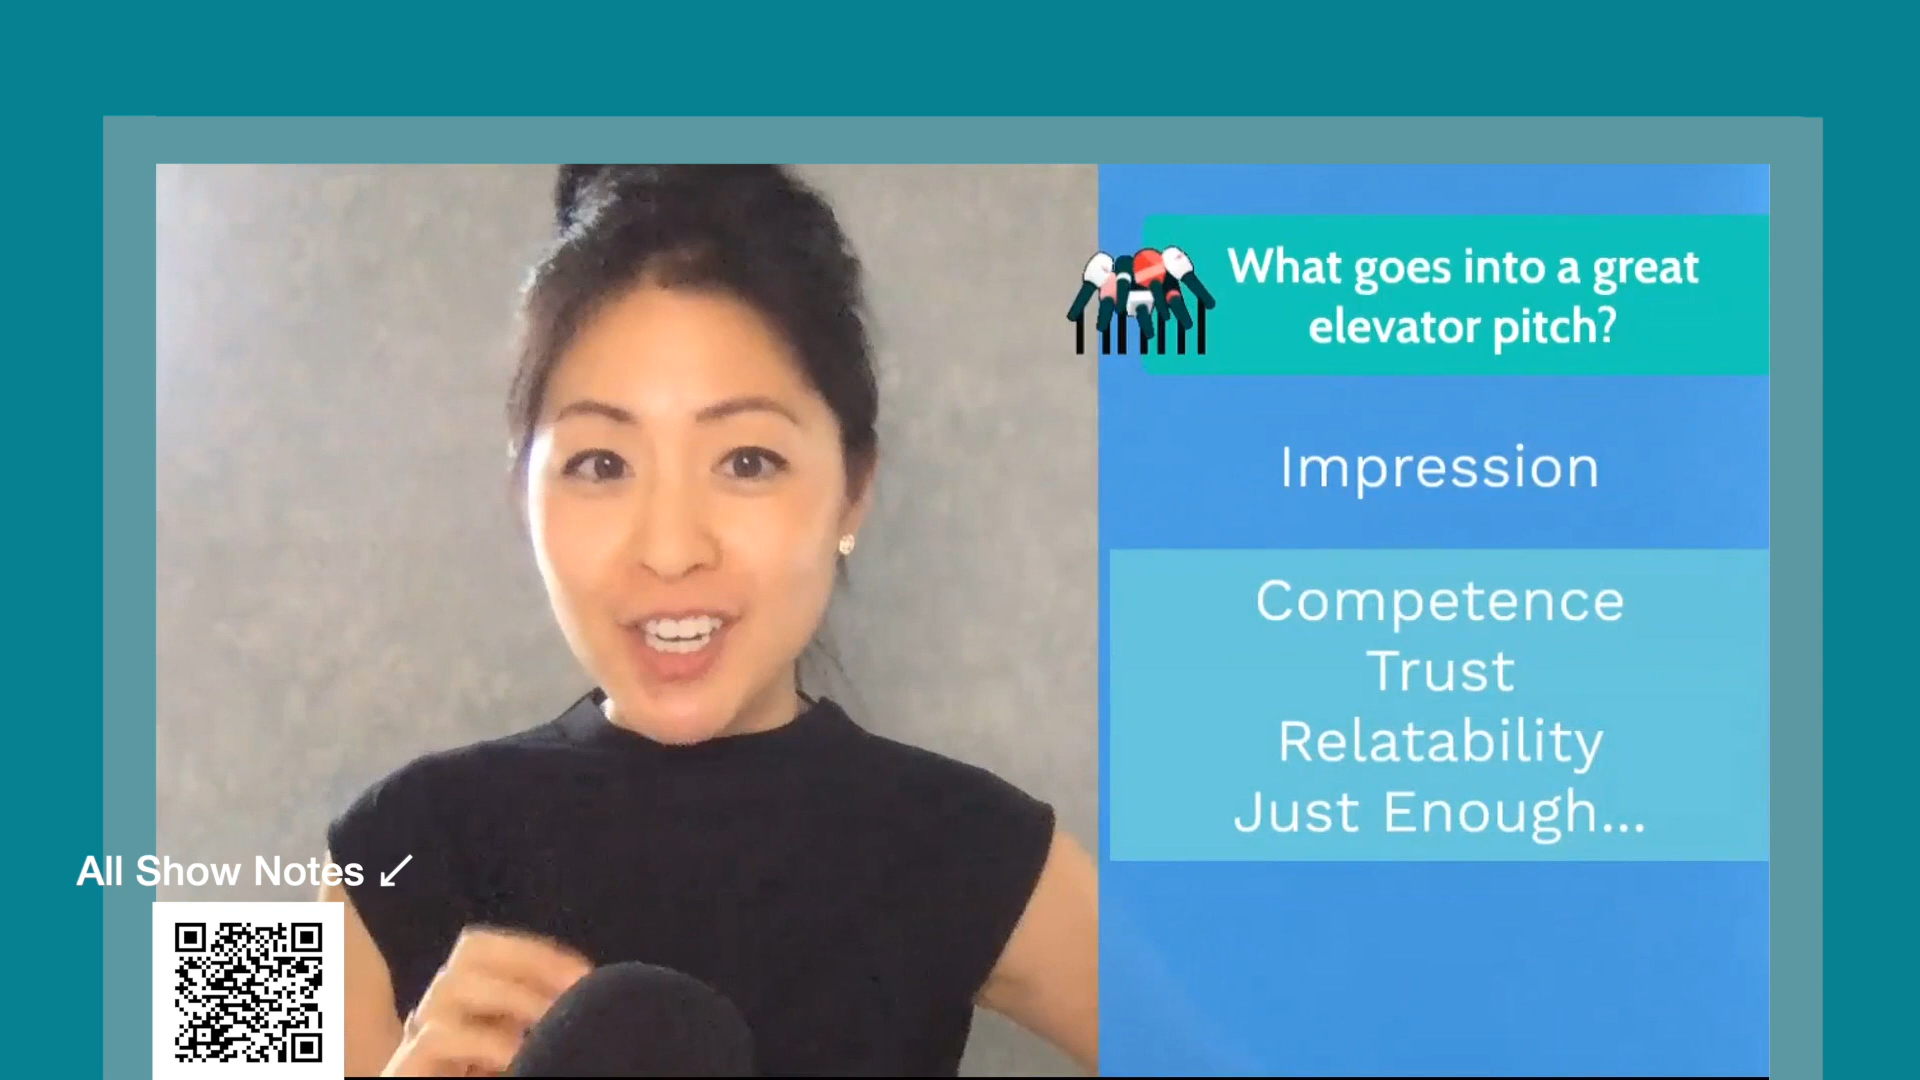 What goes into a great
elevator pitch?
Impression
Competence
Trust
Relatability
Just Enough...
All Show Notes ↙